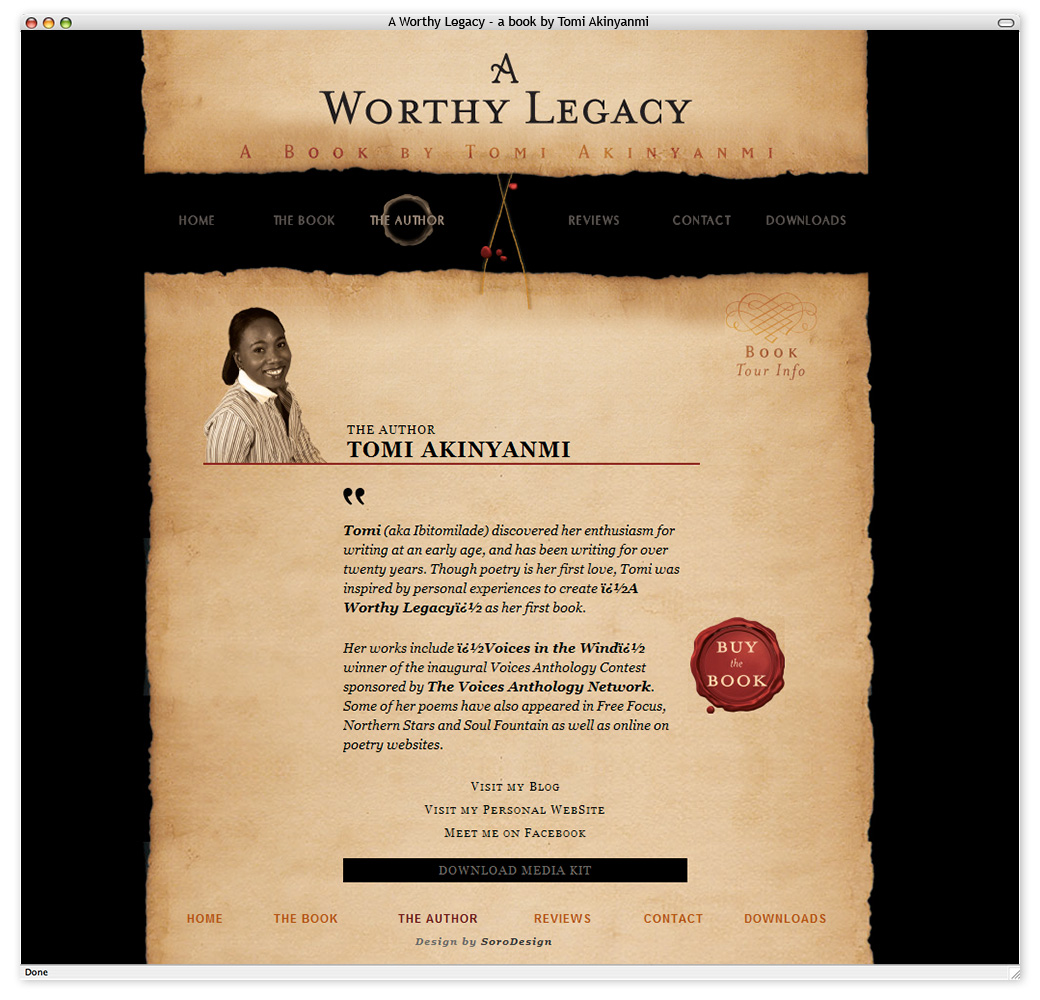 A Worthy Legacy - a book by Tomi Akinyanmi
A
WORTHY LEGACY
A BOOK BY TOMI AKINYANMI
HOME THE BOOK THE AUTHOR REVIEWS CONTACT DOWNLOADS
BOOK
Tour Info
THE AUTHOR
TOMI AKINYANMI
“
Tomi (aka Ibitomilade) discovered her enthusiasm for
writing at an early age, and has been writing for over
twenty years. Though poetry is her first love, Tomi was
inspired by personal experiences to create ï¿½A
Worthy Legacyï¿½ as her first book.
Her works include ï¿½Voices in the Windï¿½
winner of the inaugural Voices Anthology Contest
sponsored by The Voices Anthology Network.
Some of her poems have also appeared in Free Focus,
Northern Stars and Soul Fountain as well as online on
poetry websites.
BUY
the
BOOK
VISIT MY BLOG
VISIT MY PERSONAL WEBSITE
MEET ME ON FACEBOOK
DOWNLOAD MEDIA KIT
HOME THE BOOK THE AUTHOR REVIEWS CONTACT DOWNLOADS
Design by SoroDesign
Done